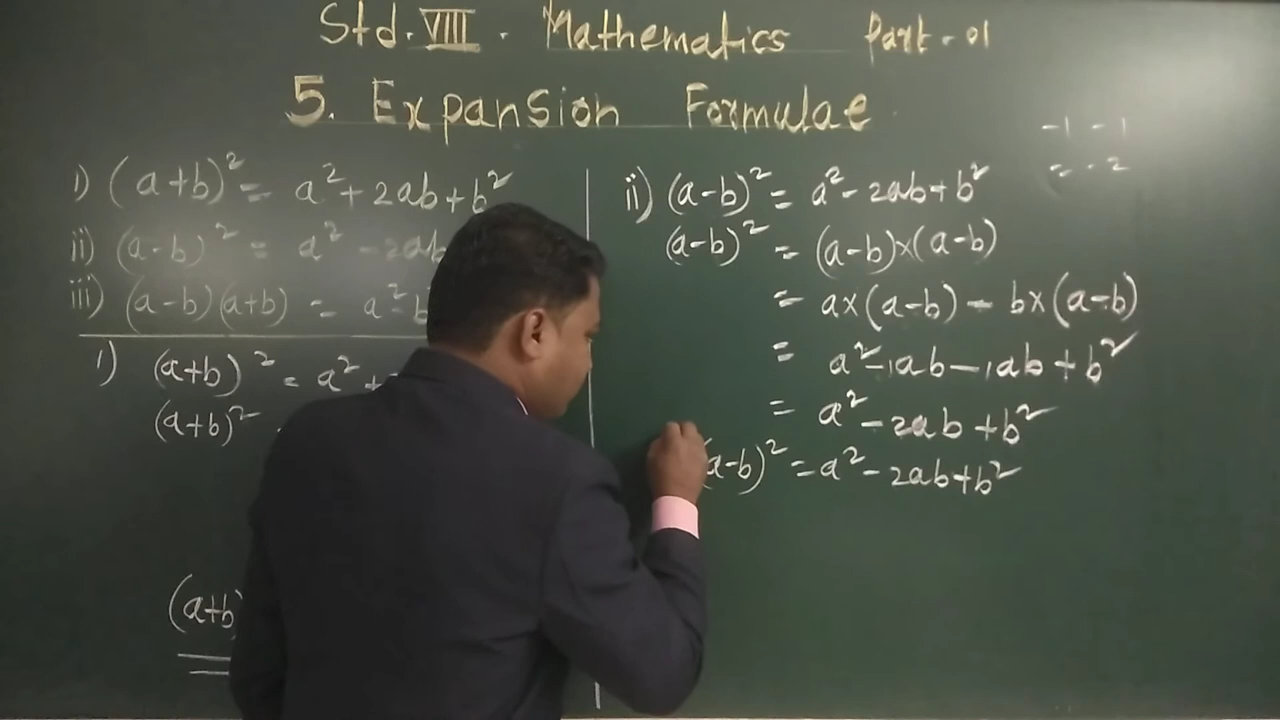 Std. VIII. Mathematics Part - 01
5. Expansion Formulae
i) (a+b)² = a² + 2ab + b²
ii) (a-b)² = a² - 2ab
iii) (a-b)(a+b) = a² - b
i) (a+b)² = a² +
(a+b)²
(a+b)
-1 -1
= -2
ii) (a-b)² = a² - 2ab + b²
(a-b)² = (a-b)×(a-b)
= a×(a-b) - b×(a-b)
= a² - 1ab - 1ab + b²
= a² - 2ab + b²
(a-b)² = a² - 2ab + b²